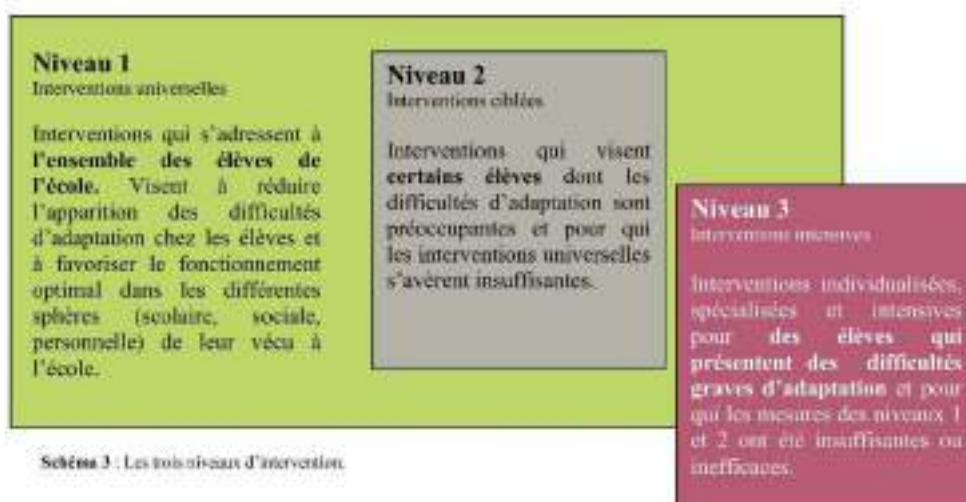 Niveau 1
Interventions universelles
Interventions qui s'adressent à
l'ensemble des élèves de
l'école. Visent à réduire
l'apparition des difficultés
d'adaptation chez les élèves et
à favoriser le fonctionnement
optimal dans les différentes
sphères (scolaire, sociale,
personnelle) de leur vécu à
l'école.
Niveau 2
Interventions ciblées
Interventions qui visent
certains élèves dont les
difficultés d'adaptation sont
préoccupantes et pour qui
les interventions universelles
s'avèrent insuffisantes.
Niveau 3
Interventions intensives
Interventions individualisées,
spécialisées et intensives
pour des élèves qui
présentent des difficultés
graves d'adaptation et pour
qui les mesures des niveaux 1
et 2 ont été insuffisantes ou
inefficaces.
Schéma 3 : Les trois niveaux d'intervention.